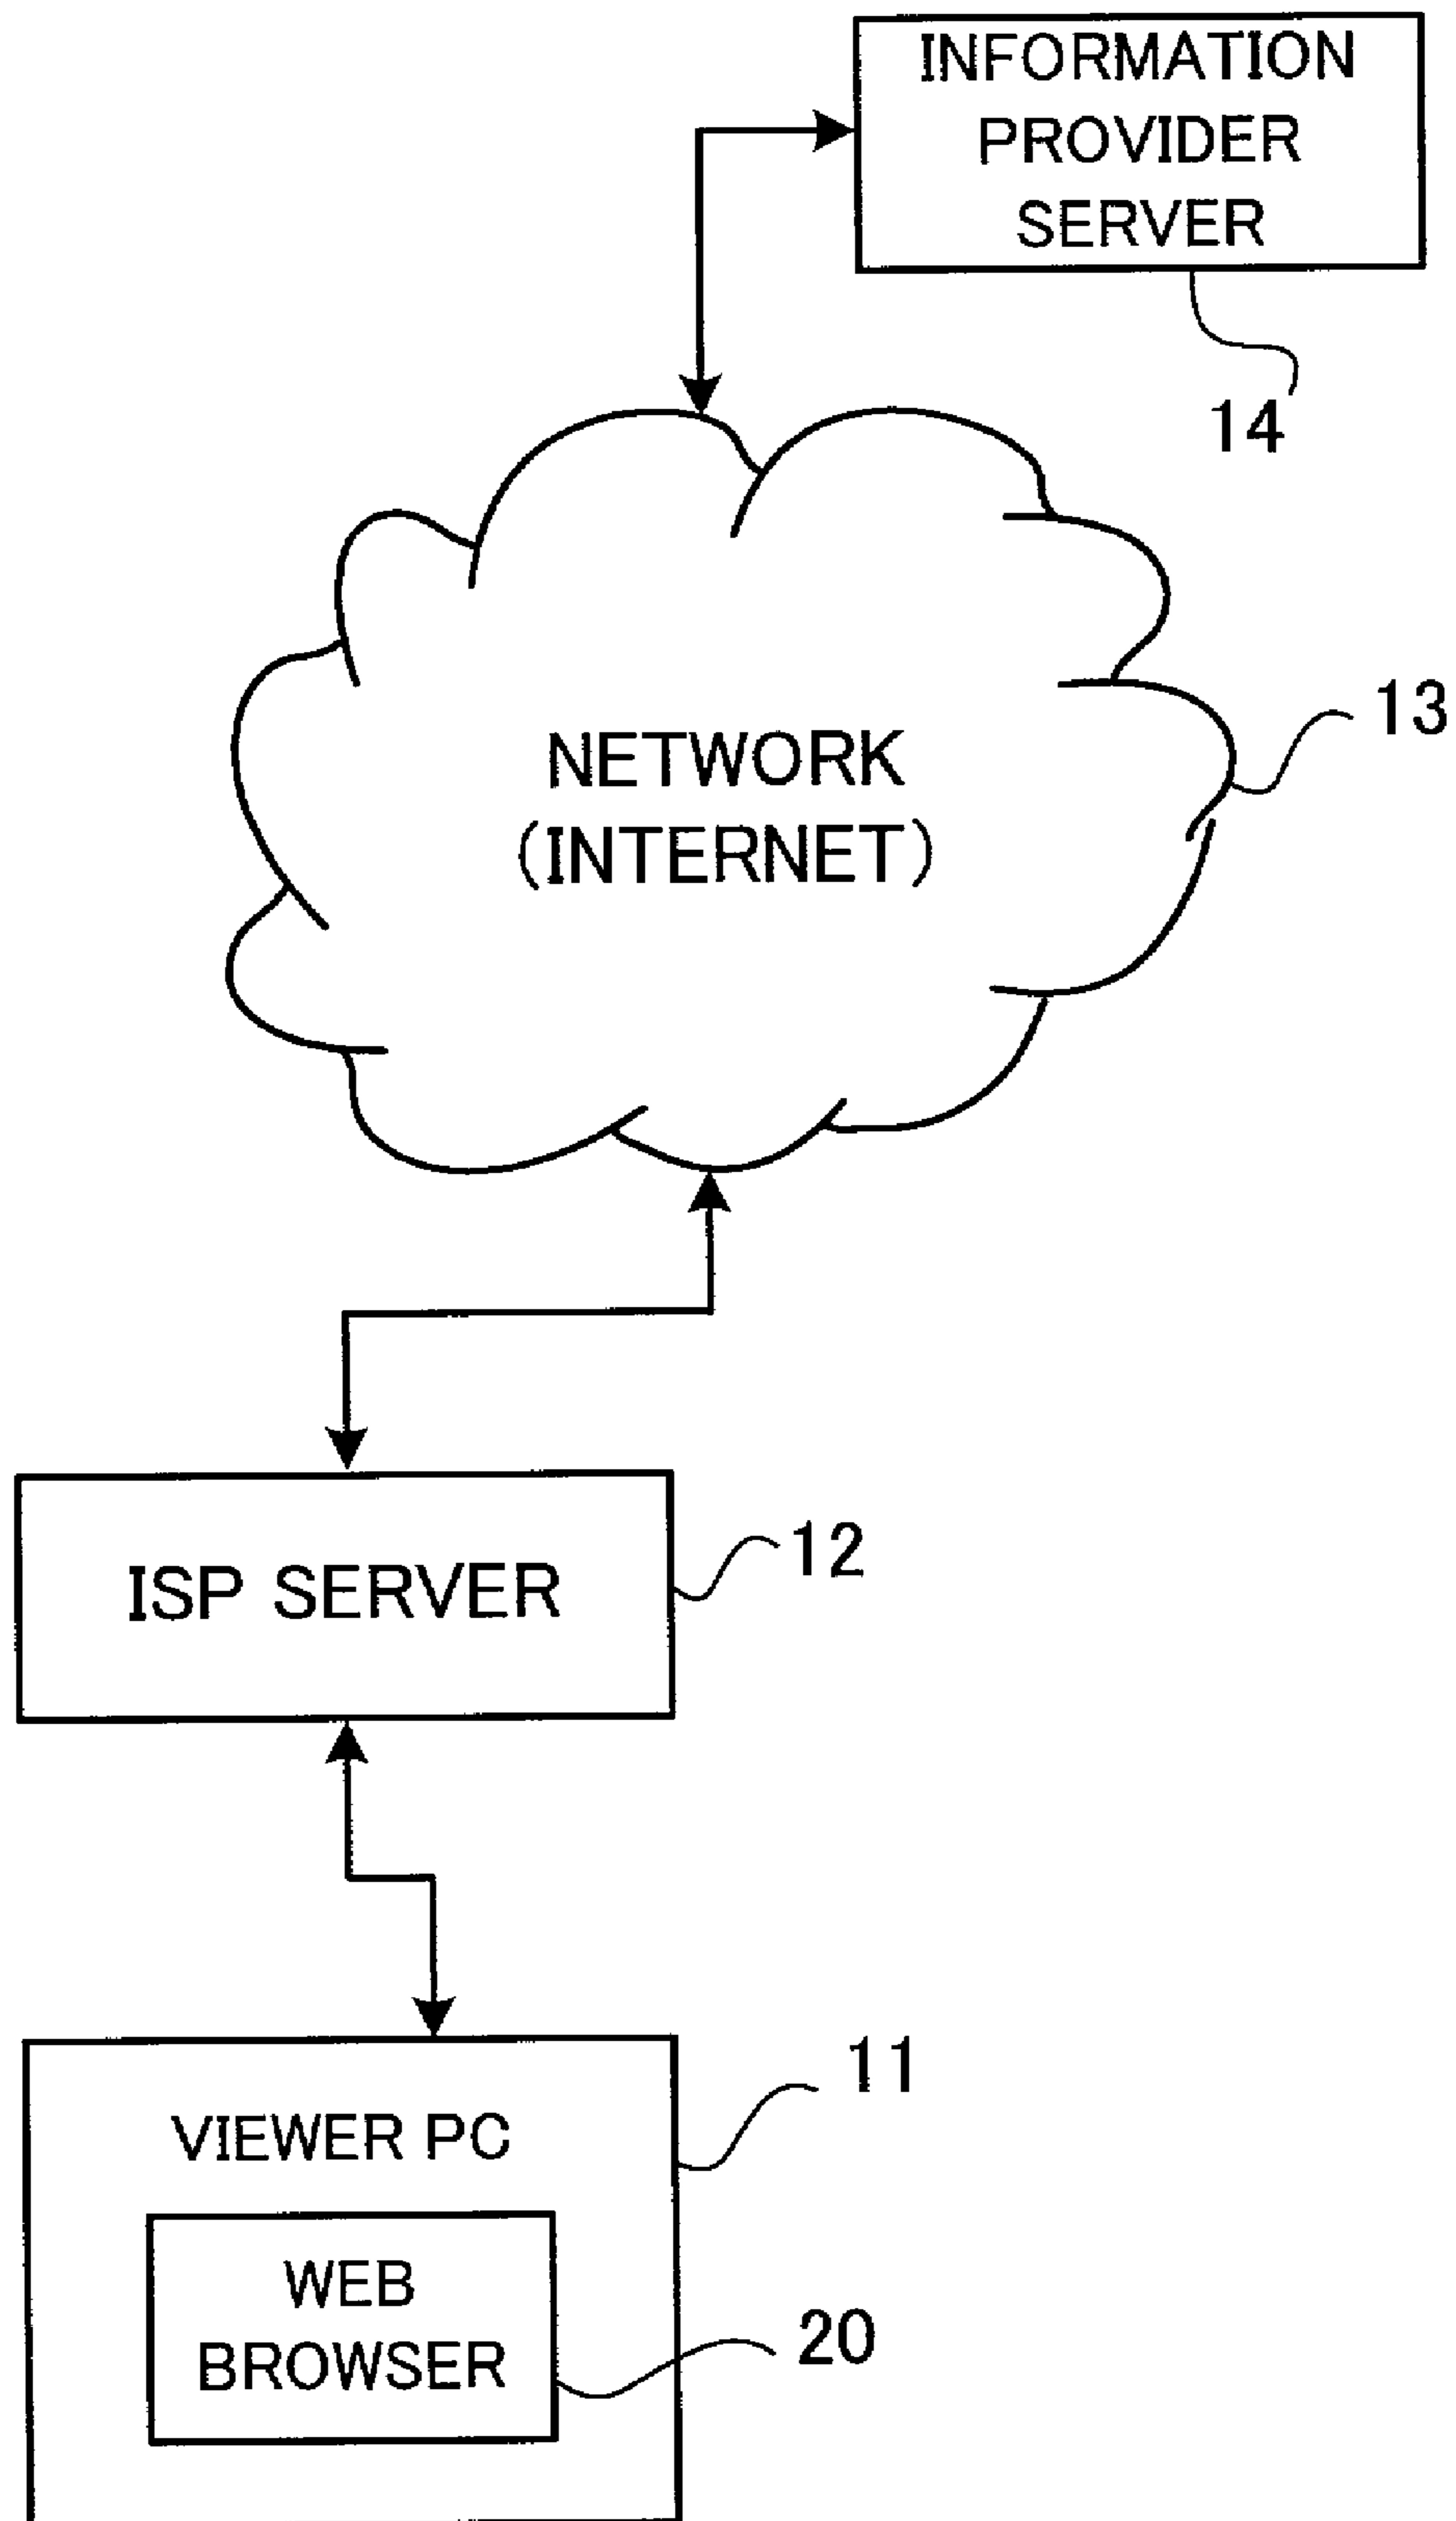 INFORMATION
PROVIDER
SERVER
14
13
NETWORK
(INTERNET)
12
ISP SERVER
11
VIEWER PC
WEB
BROWSER
20